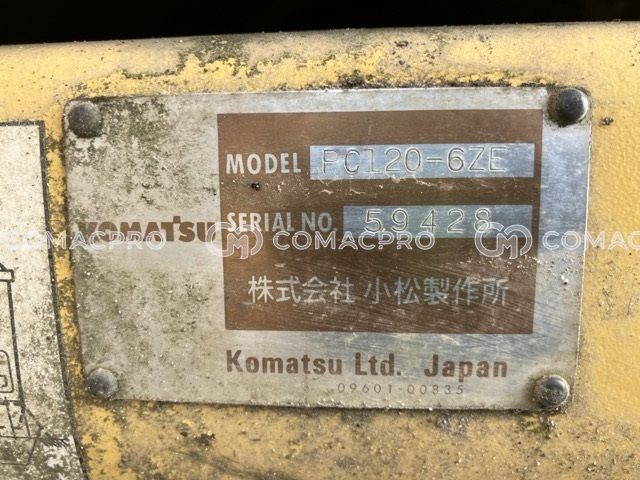 MODEL PC120-6ZE
KOMATSU SERIAL NO. 59428
COMACPRO COMACPRO COMACPRO
株式会社 小松製作所
Komatsu Ltd. Japan
09601-00835